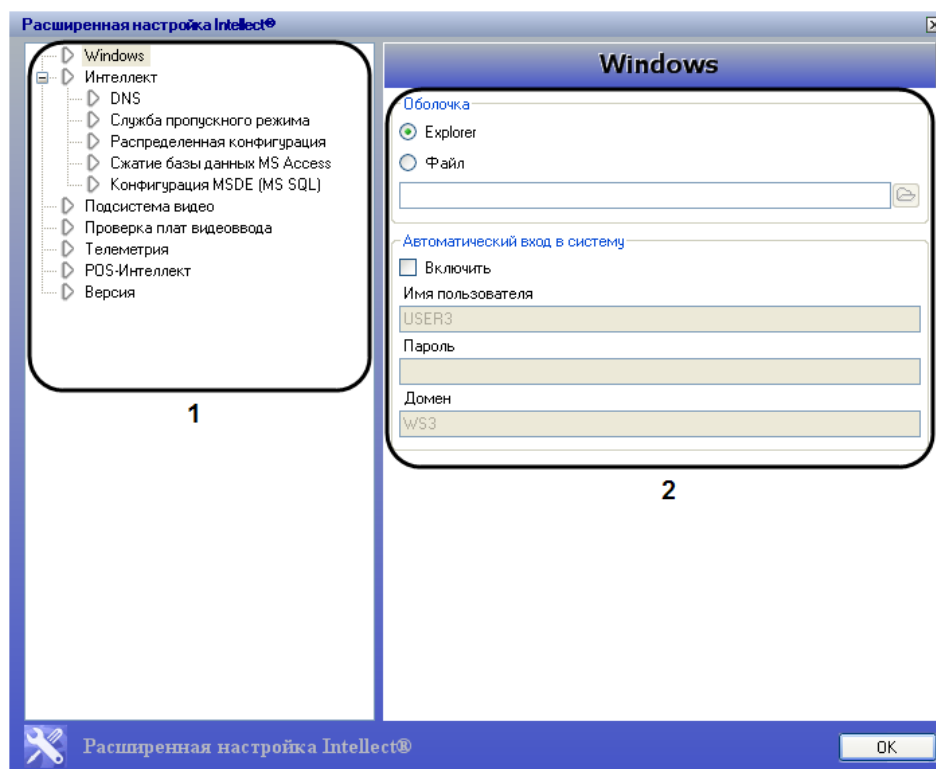 Расширенная настройка Intellect®
Windows
Интеллект
DNS
Служба пропускного режима
Распределенная конфигурация
Сжатие базы данных MS Access
Конфигурация MSDE (MS SQL)
Подсистема видео
Проверка плат видеоввода
Телеметрия
POS-Интеллект
Версия
1
Windows
Оболочка
Explorer
Файл
Автоматический вход в систему
Включить
Имя пользователя
USER3
Пароль
Домен
WS3
2
Расширенная настройка Intellect®
OK